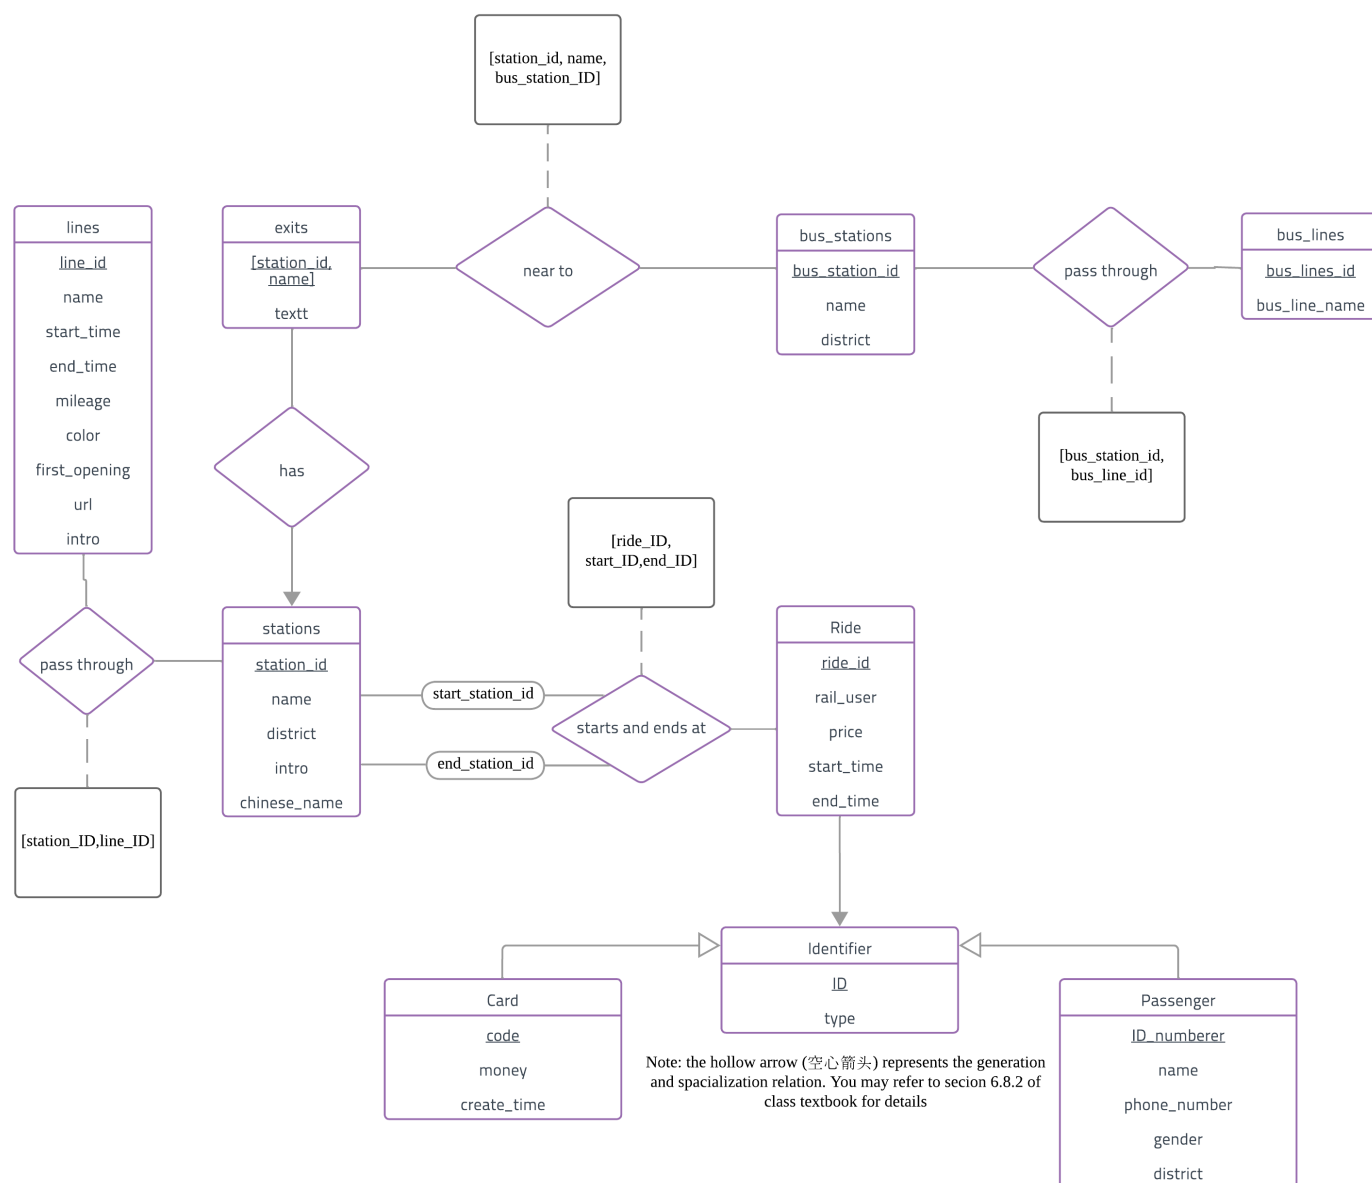 [station_id, name,
bus_station_ID]
lines
line_id
name
start_time
end_time
mileage
color
first_opening
url
intro
exits
[station_id,
name]
textt
near to
bus_stations
bus_station_id
name
district
pass through
bus_lines
bus_lines_id
bus_line_name
[bus_station_id,
bus_line_id]
has
[ride_ID,
start_ID,end_ID]
pass through
[station_ID,line_ID]
stations
station_id
name
district
intro
chinese_name
start_station_id
end_station_id
starts and ends at
Ride
ride_id
rail_user
price
start_time
end_time
Identifier
ID
type
Card
code
money
create_time
Note: the hollow arrow (空心箭头) represents the generation
and spacialization relation. You may refer to secion 6.8.2 of
class textbook for details
Passenger
ID_numberer
name
phone_number
gender
district